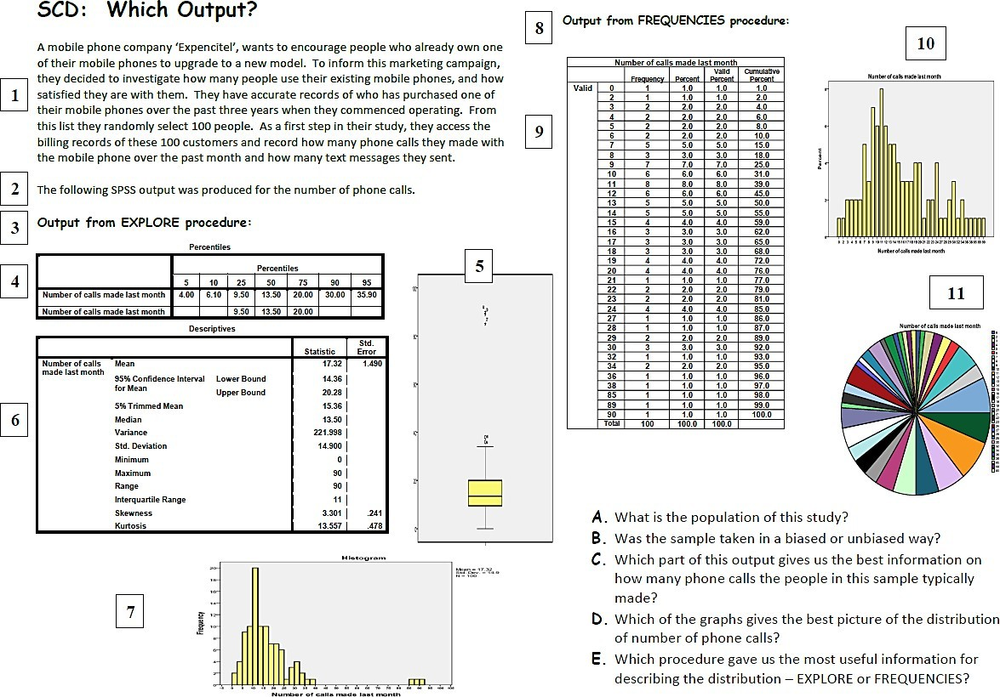 SCD: Which Output?
1
A mobile phone company ‘Expencitel’, wants to encourage people who already own one
of their mobile phones to upgrade to a new model. To inform this marketing campaign,
they decided to investigate how many people use their existing mobile phones, and how
satisfied they are with them. They have accurate records of who has purchased one of
their mobile phones over the past three years when they commenced operating. From
this list they randomly select 100 people. As a first step in their study, they access the
billing records of these 100 customers and record how many phone calls they made with
the mobile phone over the past month and how many text messages they sent.
2
The following SPSS output was produced for the number of phone calls.
3
Output from EXPLORE procedure:
4
Percentiles
Percentiles
5 10 25 50 75 90 95
Number of calls made last month 4.00 6.10 9.50 13.50 20.00 30.00 35.90
Number of calls made last month 9.50 13.50 20.00
5
6
Descriptives
Statistic Std. Error
Number of calls made last month Mean 17.32 1.490
95% Confidence Interval for Mean Lower Bound 14.36
Upper Bound 20.28
5% Trimmed Mean 15.36
Median 13.50
Variance 221.998
Std. Deviation 14.900
Minimum 0
Maximum 90
Range 90
Interquartile Range 11
Skewness 3.301 .241
Kurtosis 13.557 .478
7
Histogram
Frequency
Number of calls made last month
Mean = 17.32
Std. Dev. = 14.9
N = 100
8
Output from FREQUENCIES procedure:
9
Number of calls made last month
Frequency Percent Valid Percent Cumulative Percent
Valid 0 1 1.0 1.0 1.0
2 1 1.0 1.0 2.0
3 2 2.0 2.0 4.0
4 2 2.0 2.0 6.0
5 2 2.0 2.0 8.0
6 2 2.0 2.0 10.0
7 5 5.0 5.0 15.0
8 3 3.0 3.0 18.0
9 7 7.0 7.0 25.0
10 6 6.0 6.0 31.0
11 8 8.0 8.0 39.0
12 6 6.0 6.0 45.0
13 5 5.0 5.0 50.0
14 5 5.0 5.0 55.0
15 4 4.0 4.0 59.0
16 3 3.0 3.0 62.0
17 3 3.0 3.0 65.0
18 3 3.0 3.0 68.0
19 4 4.0 4.0 72.0
20 4 4.0 4.0 76.0
21 1 1.0 1.0 77.0
22 2 2.0 2.0 79.0
23 2 2.0 2.0 81.0
24 4 4.0 4.0 85.0
27 1 1.0 1.0 86.0
28 1 1.0 1.0 87.0
29 2 2.0 2.0 89.0
30 3 3.0 3.0 92.0
32 1 1.0 1.0 93.0
34 2 2.0 2.0 95.0
36 1 1.0 1.0 96.0
38 1 1.0 1.0 97.0
85 1 1.0 1.0 98.0
89 1 1.0 1.0 99.0
90 1 1.0 1.0 100.0
Total 100 100.0 100.0
10
Number of calls made last month
Percent
Number of calls made last month
11
Number of calls made last month
A. What is the population of this study?
B. Was the sample taken in a biased or unbiased way?
C. Which part of this output gives us the best information on
how many phone calls the people in this sample typically
made?
D. Which of the graphs gives the best picture of the distribution
of number of phone calls?
E. Which procedure gave us the most useful information for
describing the distribution – EXPLORE or FREQUENCIES?